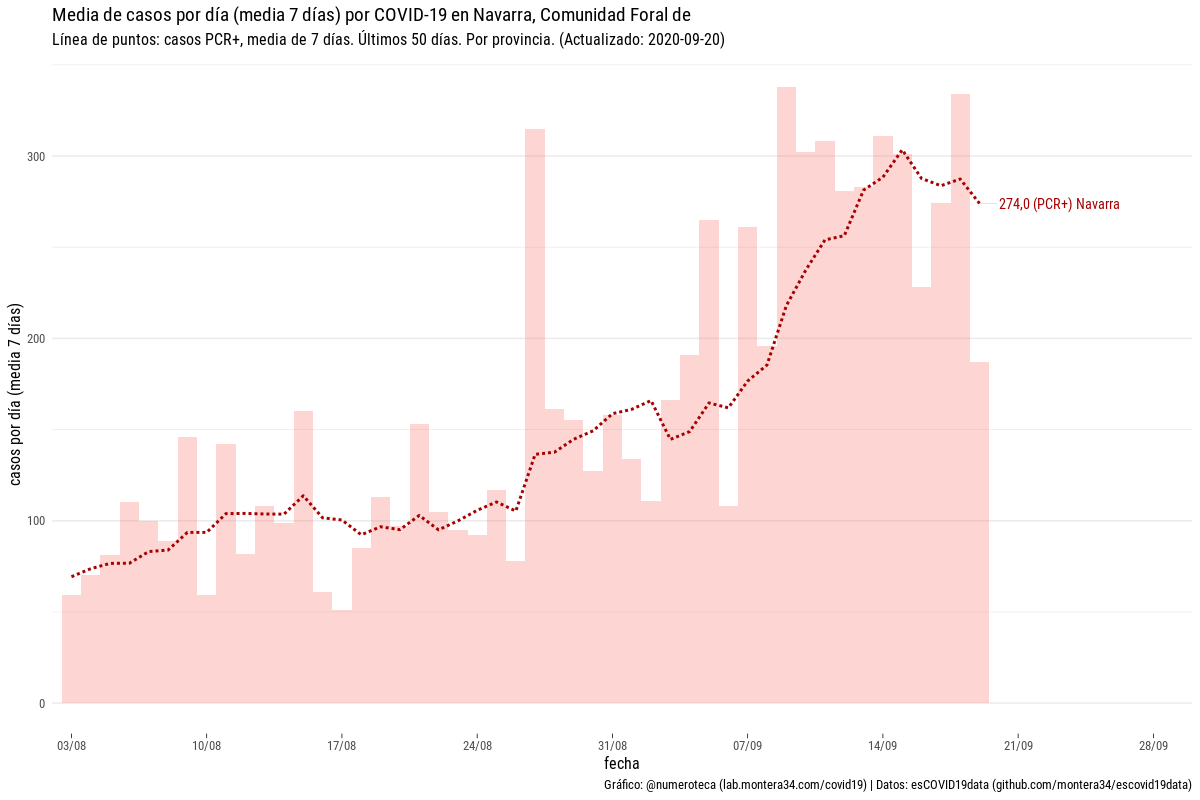 Media de casos por día (media 7 días) por COVID-19 en Navarra, Comunidad Foral de
Línea de puntos: casos PCR+, media de 7 días. Últimos 50 días. Por provincia. (Actualizado: 2020-09-20)
casos por día (media 7 días)
300
200
100
0
274,0 (PCR+) Navarra
03/08
10/08
17/08
24/08
31/08
07/09
14/09
21/09
28/09
fecha
Gráfico: @numeroteca (lab.montera34.com/covid19) | Datos: esCOVID19data (github.com/montera34/escovid19data)